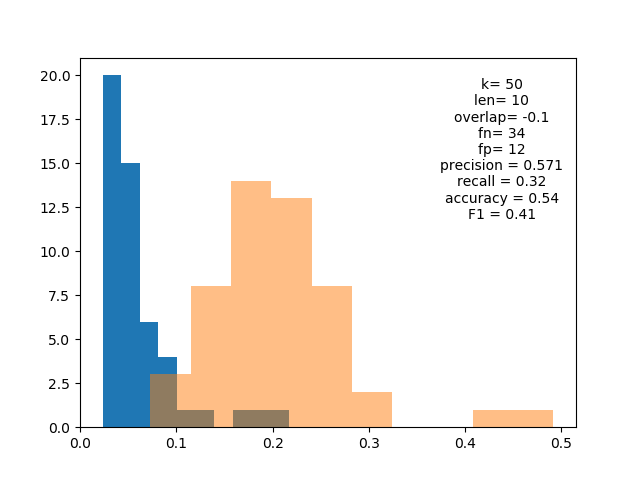 20.0
17.5
15.0
12.5
10.0
7.5
5.0
2.5
0.0
0.0 0.1 0.2 0.3 0.4 0.5
k= 50
len= 10
overlap= -0.1
fn= 34
fp= 12
precision = 0.571
recall = 0.32
accuracy = 0.54
F1 = 0.41